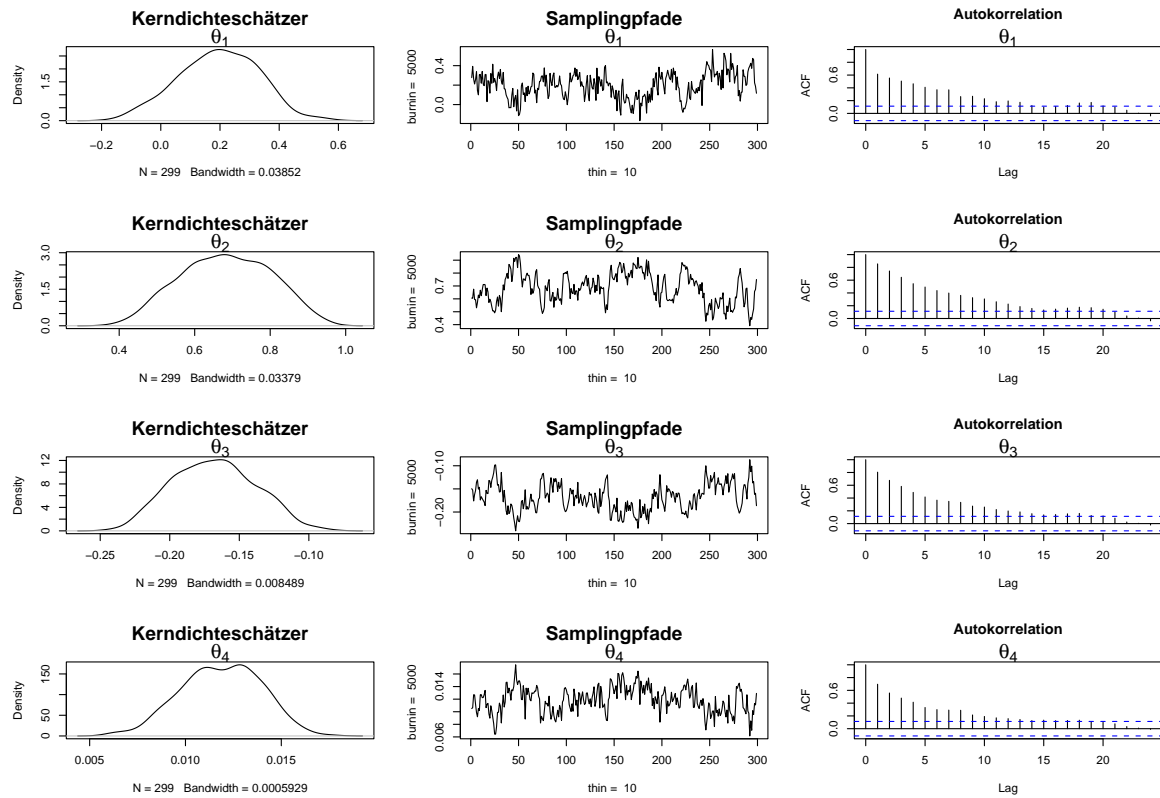 Kerndichteschätzer
θ1
Density
0.0 1.5
−0.2 0.0 0.2 0.4 0.6
N = 299 Bandwidth = 0.03852
Samplingpfade
θ1
burnin = 5000
0.0 0.4
0 50 100 150 200 250 300
thin = 10
Autokorrelation
θ1
ACF
0.0 0.6
0 5 10 15 20
Lag
Kerndichteschätzer
θ2
Density
0.0 1.5 3.0
0.4 0.6 0.8 1.0
N = 299 Bandwidth = 0.03379
Samplingpfade
θ2
burnin = 5000
0.4 0.7
0 50 100 150 200 250 300
thin = 10
Autokorrelation
θ2
ACF
0.0 0.6
0 5 10 15 20
Lag
Kerndichteschätzer
θ3
Density
0 4 8 12
−0.25 −0.20 −0.15 −0.10
N = 299 Bandwidth = 0.008489
Samplingpfade
θ3
burnin = 5000
−0.20 −0.10
0 50 100 150 200 250 300
thin = 10
Autokorrelation
θ3
ACF
0.0 0.6
0 5 10 15 20
Lag
Kerndichteschätzer
θ4
Density
0 50 150
0.005 0.010 0.015
N = 299 Bandwidth = 0.0005929
Samplingpfade
θ4
burnin = 5000
0.006 0.014
0 50 100 150 200 250 300
thin = 10
Autokorrelation
θ4
ACF
0.0 0.6
0 5 10 15 20
Lag